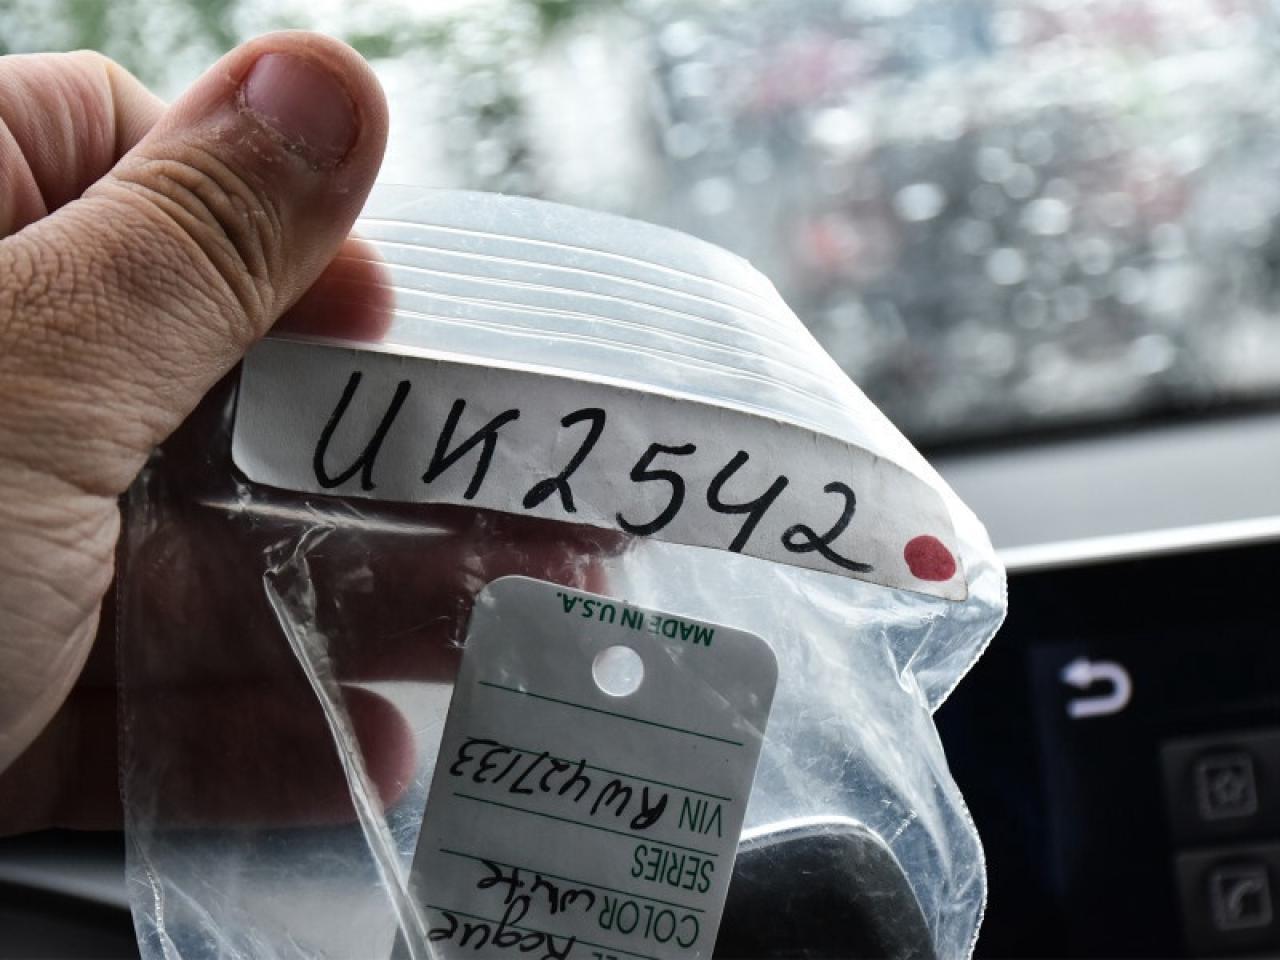 UK2542
MADE IN U.S.A.
VIN RW427133
SERIES
COLOR White
Rogue